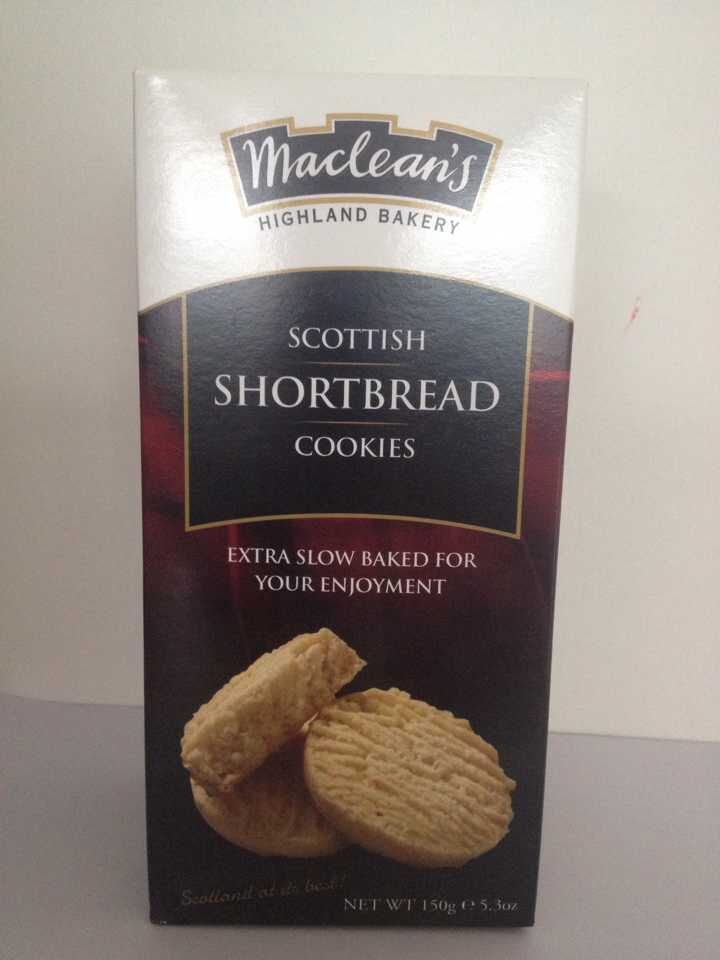 Maclean's
HIGHLAND BAKERY
SCOTTISH
SHORTBREAD
COOKIES
EXTRA SLOW BAKED FOR
YOUR ENJOYMENT
Scotland at its best!
NET WT 150g ℮ 5.3oz